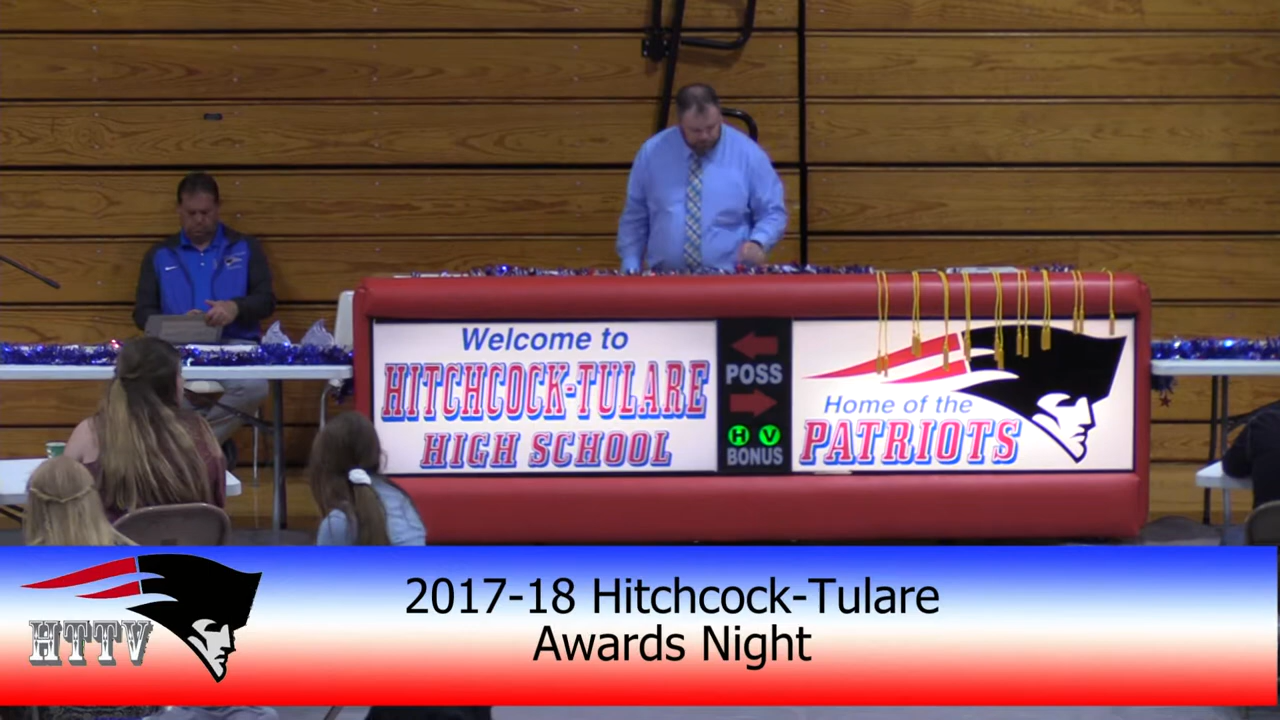 Welcome to
HITCHCOCK-TULARE
HIGH SCHOOL
POSS
H V
BONUS
Home of the
PATRIOTS
HTTV
2017-18 Hitchcock-Tulare
Awards Night